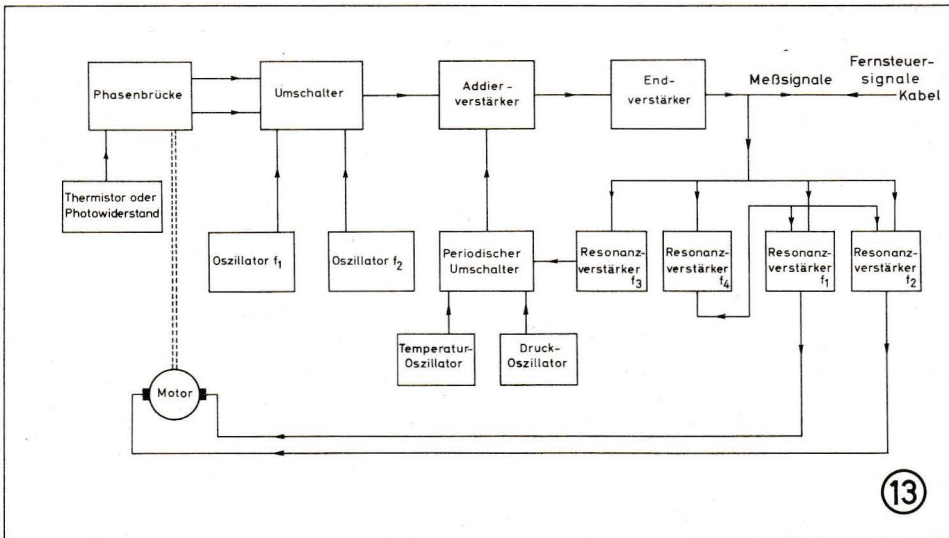 Phasenbrücke
Umschalter
Addier-
verstärker
End-
verstärker
Meßsignale
Fernsteuer-
signale
Kabel
Thermistor oder
Photowiderstand
Oszillator f1
Oszillator f2
Periodischer
Umschalter
Resonanz-
verstärker
f3
Resonanz-
verstärker
f4
Resonanz-
verstärker
f1
Resonanz-
verstärker
f2
Temperatur-
Oszillator
Druck-
Oszillator
Motor
13